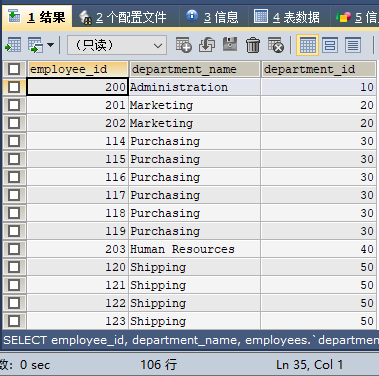 1 结果 2 个配置文件 3 信息 4 表数据 5 信
（只读）
employee_id department_name department_id
200 Administration 10
201 Marketing 20
202 Marketing 20
114 Purchasing 30
115 Purchasing 30
116 Purchasing 30
117 Purchasing 30
118 Purchasing 30
119 Purchasing 30
203 Human Resources 40
120 Shipping 50
121 Shipping 50
122 Shipping 50
123 Shipping 50
SELECT employee_id, department_name, employees.`departmen
数: 0 sec 106 行 Ln 35, Col 1